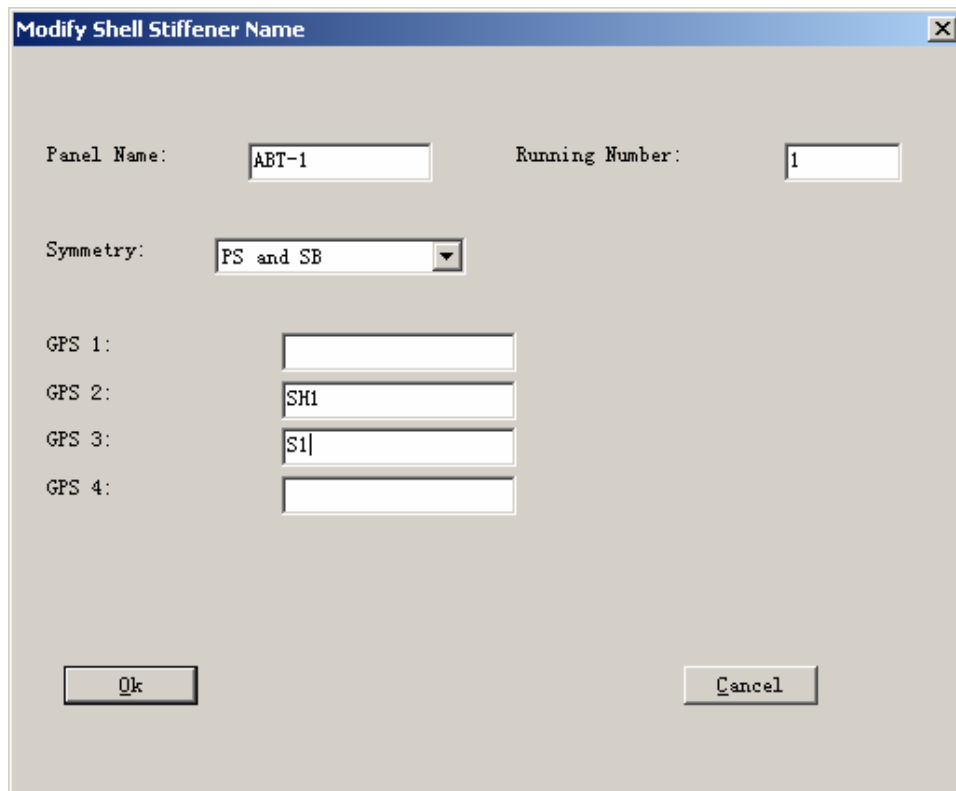 Modify Shell Stiffener Name
Panel Name: ABT-1 Running Number: 1
Symmetry: PS and SB
GPS 1:
GPS 2: SH1
GPS 3: S1
GPS 4:
Ok Cancel